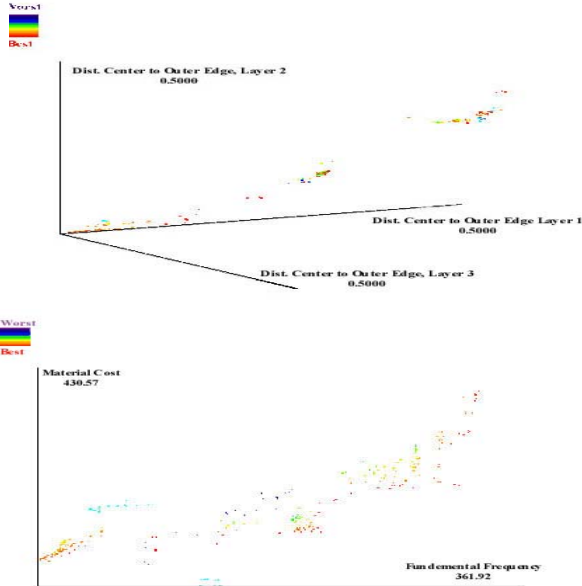 Worst
Best
Dist. Center to Outer Edge, Layer 2
0.5000
Dist. Center to Outer Edge Layer 1
0.5000
Dist. Center to Outer Edge, Layer 3
0.5000
Worst
Best
Material Cost
430.57
Fundemental Frequency
361.92